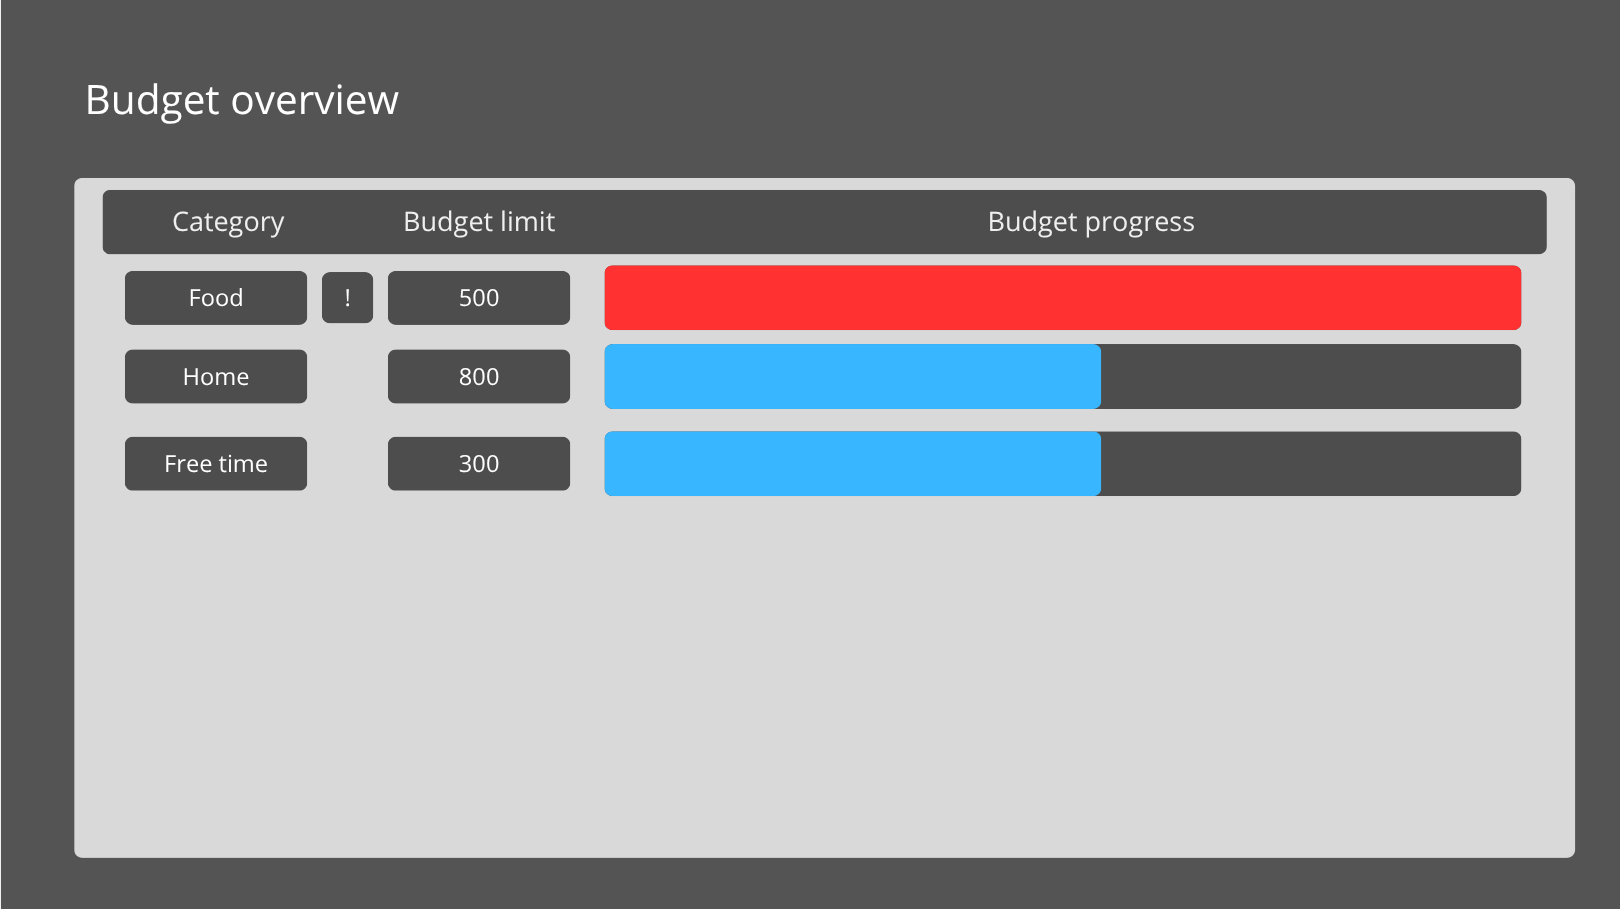 Budget overview
Category Budget limit Budget progress
Food ! 500
Home 800
Free time 300